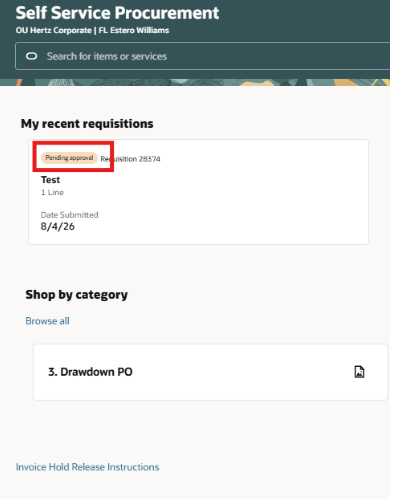 Self Service Procurement
OU Hertz Corporate | FL Estero Williams
Search for items or services
My recent requisitions
Pending approval Requisition 28374
Test
1 Line
Date Submitted
8/4/26
Shop by category
Browse all
3. Drawdown PO
Invoice Hold Release Instructions